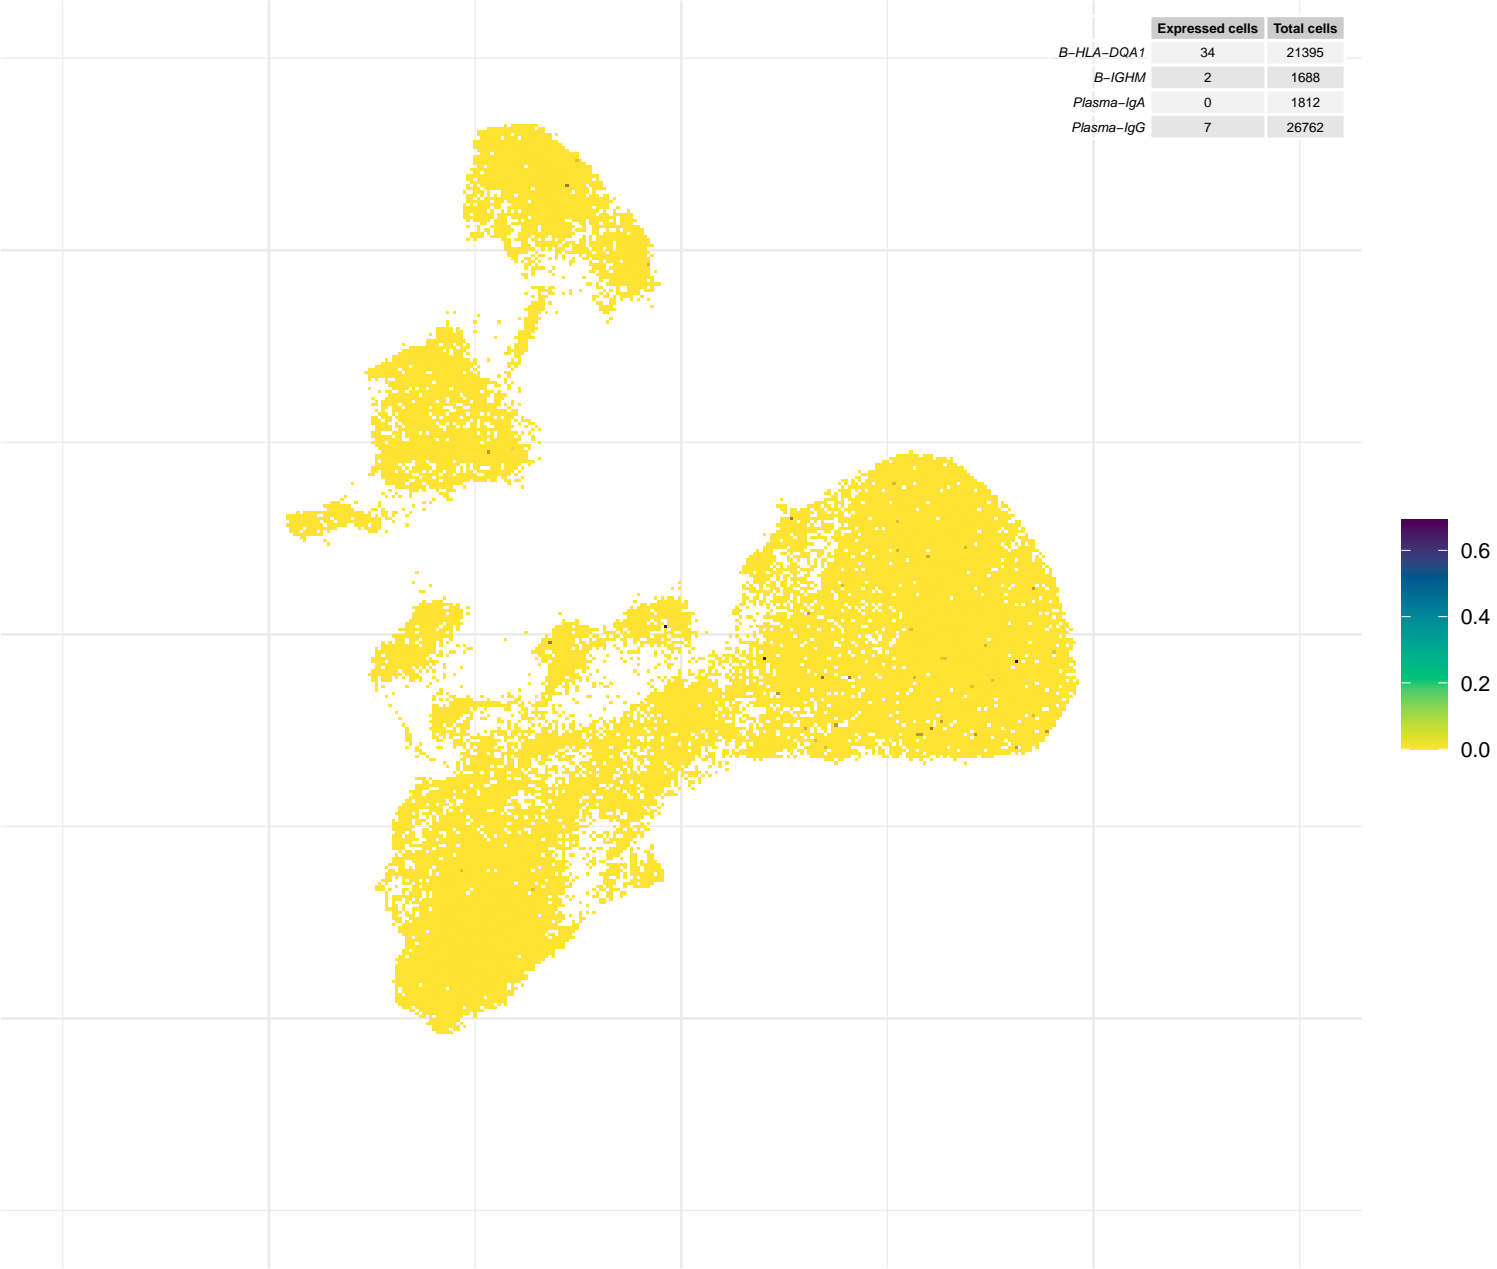 Expressed cells Total cells
B−HLA−DQA1 34 21395
B−IGHM 2 1688
Plasma−IgA 0 1812
Plasma−IgG 7 26762
0.6
0.4
0.2
0.0